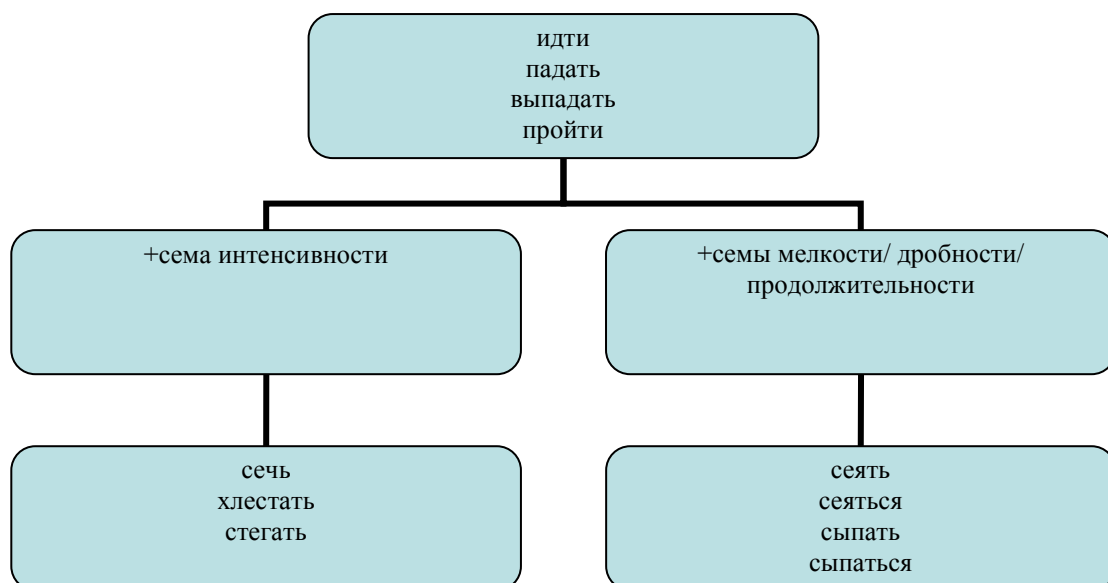 идти
падать
выпадать
пройти
+сема интенсивности
+семы мелкости/ дробности/
продолжительности
сечь
хлестать
стегать
сеять
сеяться
сыпать
сыпаться